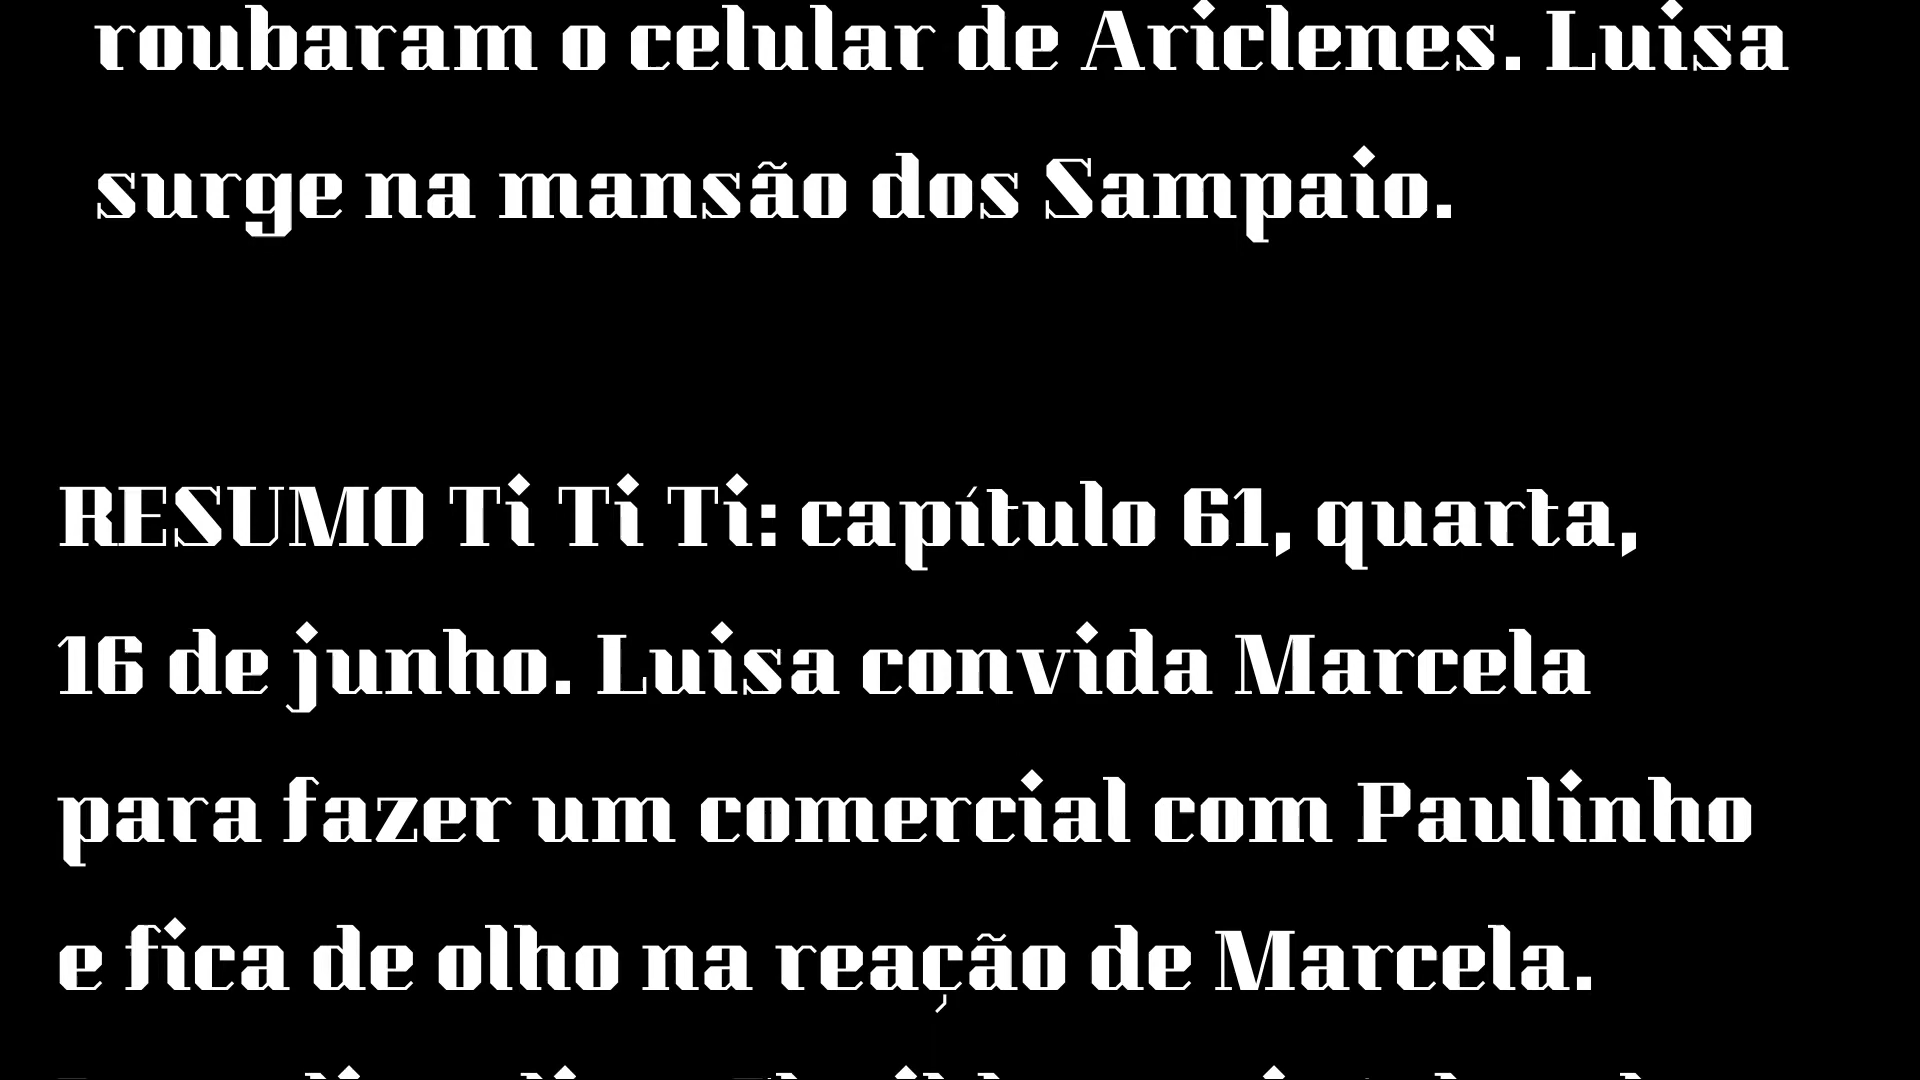 roubaram o celular de Ariclenes. Luisa
surge na mansão dos Sampaio.
RESUMO Ti Ti Ti: capítulo 61, quarta,
16 de junho. Luisa convida Marcela
para fazer um comercial com Paulinho
e fica de olho na reação de Marcela.